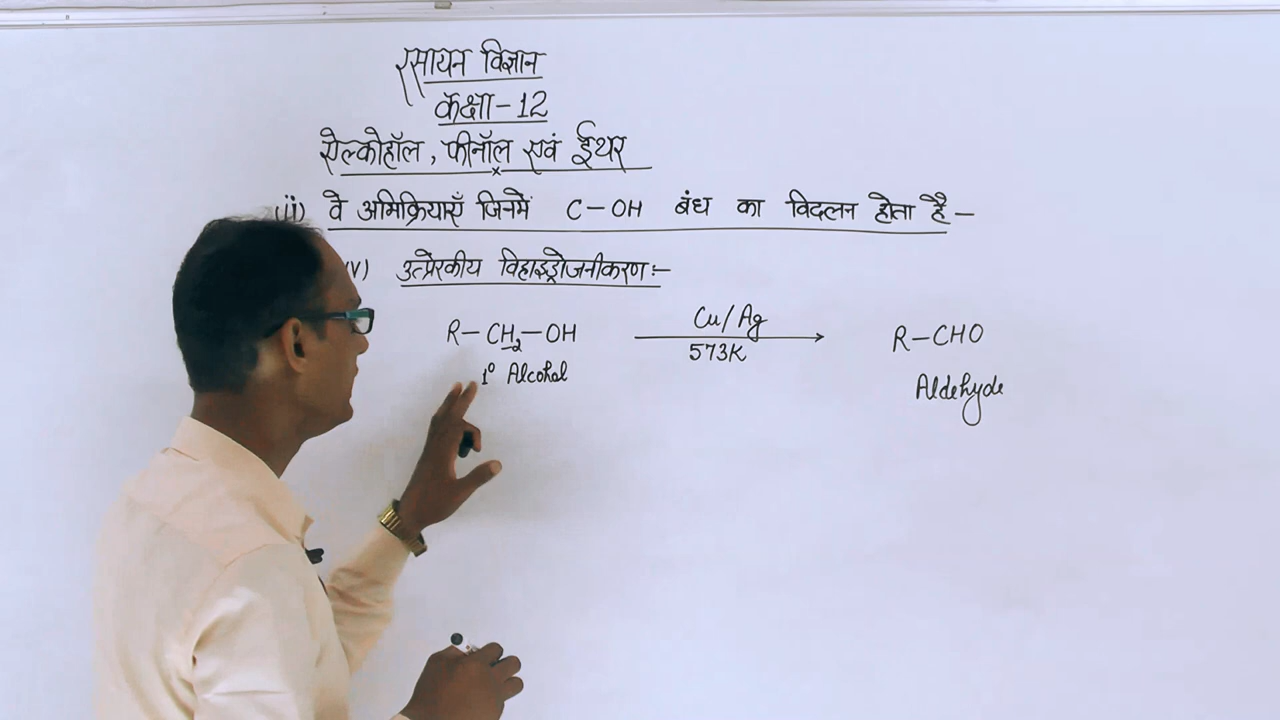 रसायन विज्ञान
कक्षा-12
ऐल्कोहॉल, फीनॉल एवं ईथर
(ii) वे अभिक्रियाएँ जिनमें C-OH बंध का विदलन होता है-
v) उत्प्रेरकीय विहाइड्रोजनीकरण:-
R-CH₂-OH Cu/Ag 573K R-CHO
1° Alcohol Aldehyde